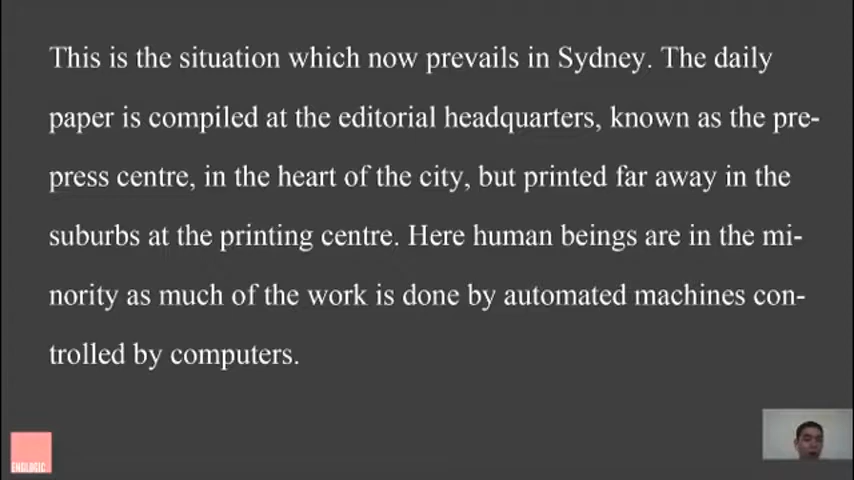 This is the situation which now prevails in Sydney. The daily
paper is compiled at the editorial headquarters, known as the pre-
press centre, in the heart of the city, but printed far away in the
suburbs at the printing centre. Here human beings are in the mi-
nority as much of the work is done by automated machines con-
trolled by computers.
ENGLOGIC